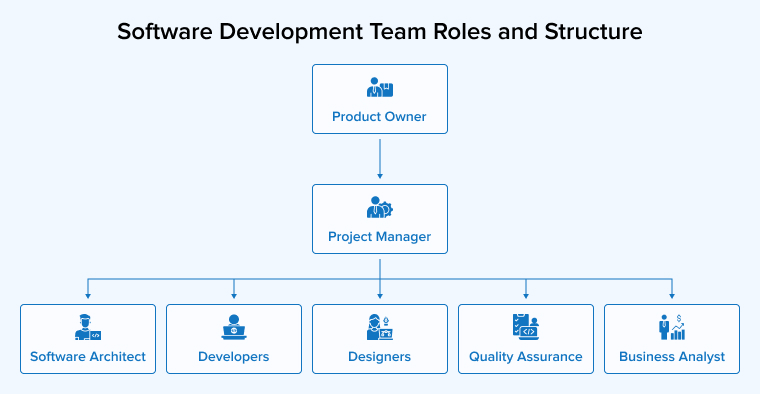 Software Development Team Roles and Structure
Product Owner
Project Manager
Software Architect
Developers
Designers
Quality Assurance
Business Analyst